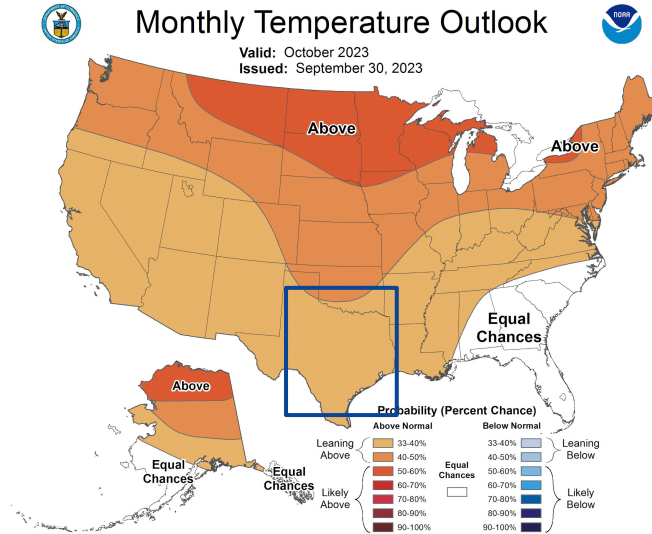 Monthly Temperature Outlook
Valid: October 2023
Issued: September 30, 2023
NOAA
Above
Above
Equal
Chances
Above
Equal
Chances
Equal
Chances
Probability (Percent Chance)
Above Normal
Below Normal
Leaning
Above
33-40%
40-50%
Likely
Above
50-60%
60-70%
70-80%
80-90%
90-100%
Equal
Chances
33-40%
40-50%
Leaning
Below
50-60%
60-70%
70-80%
80-90%
90-100%
Likely
Below